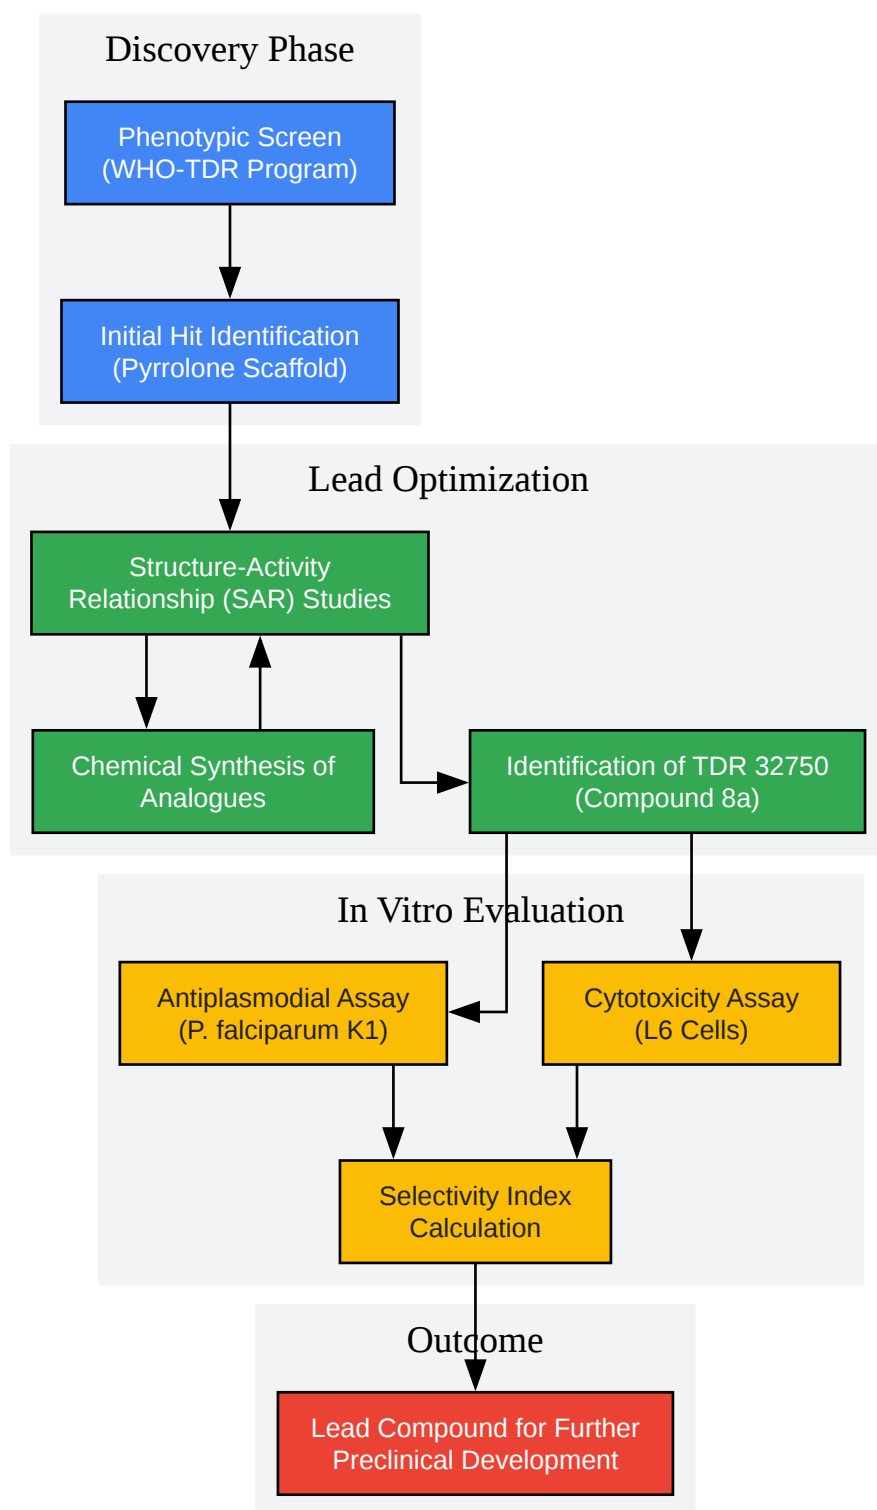 Discovery Phase
Phenotypic Screen
(WHO-TDR Program)
Initial Hit Identification
(Pyrrolone Scaffold)
Lead Optimization
Structure-Activity
Relationship (SAR) Studies
Chemical Synthesis of
Analogues
Identification of TDR 32750
(Compound 8a)
In Vitro Evaluation
Antiplasmodial Assay
(P. falciparum K1)
Cytotoxicity Assay
(L6 Cells)
Selectivity Index
Calculation
Outcome
Lead Compound for Further
Preclinical Development